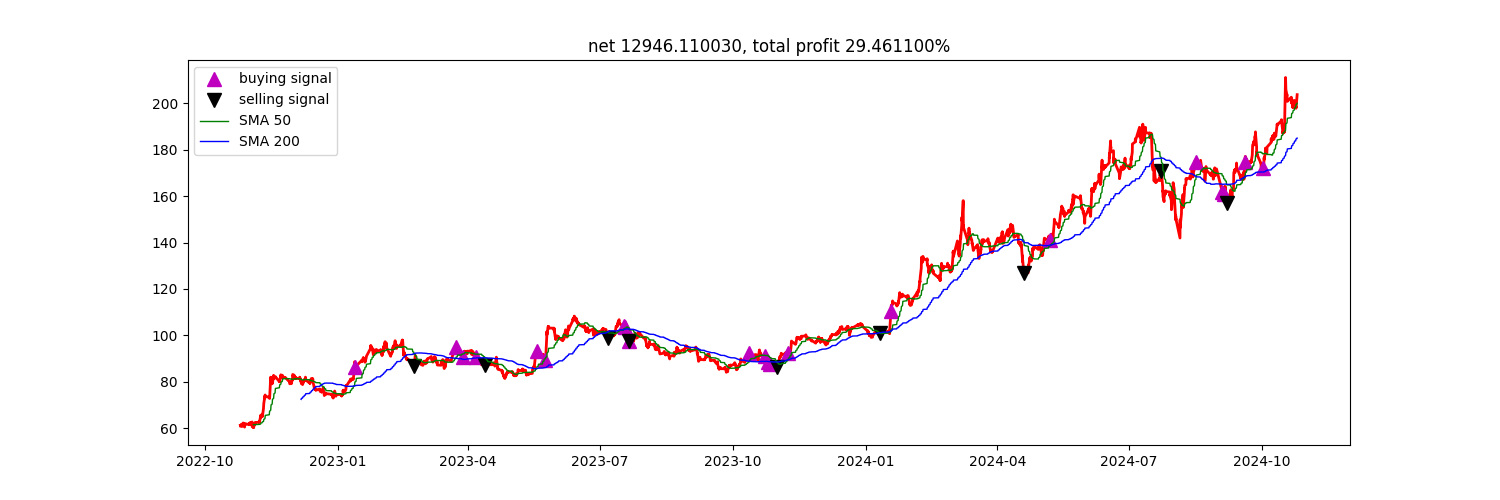 net 12946.110030, total profit 29.461100%
buying signal
selling signal
SMA 50
SMA 200
200
180
160
140
120
100
80
60
2022-10 2023-01 2023-04 2023-07 2023-10 2024-01 2024-04 2024-07 2024-10